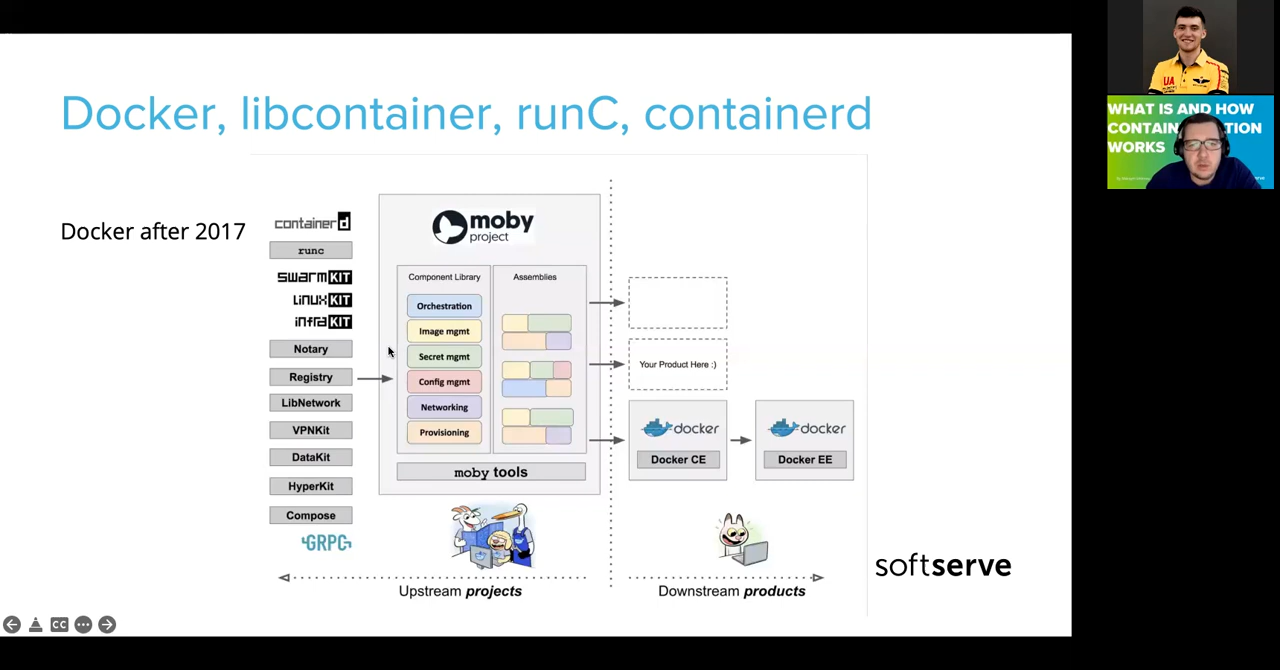 Docker, libcontainer, runC, containerd
Docker after 2017
containerd
runc
SWARMKIT
LINUXKIT
infraKIT
Notary
Registry
LibNetwork
VPNKit
DataKit
HyperKit
Compose
GRPC
moby
project
Component Library
Orchestration
Image mgmt
Secret mgmt
Config mgmt
Networking
Provisioning
Assemblies
moby tools
Your Product Here :)
docker
Docker CE
docker
Docker EE
Upstream projects
Downstream products
softserve
CC
UA
WHAT IS AND HOW
WORKS